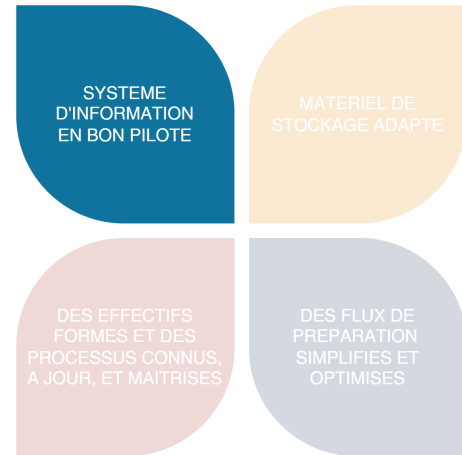 SYSTEME
D'INFORMATION
EN BON PILOTE
MATERIEL DE
STOCKAGE ADAPTE
DES EFFECTIFS
FORMES ET DES
PROCESSUS CONNUS,
A JOUR, ET MAITRISES
DES FLUX DE
PREPARATION
SIMPLIFIES ET
OPTIMISES